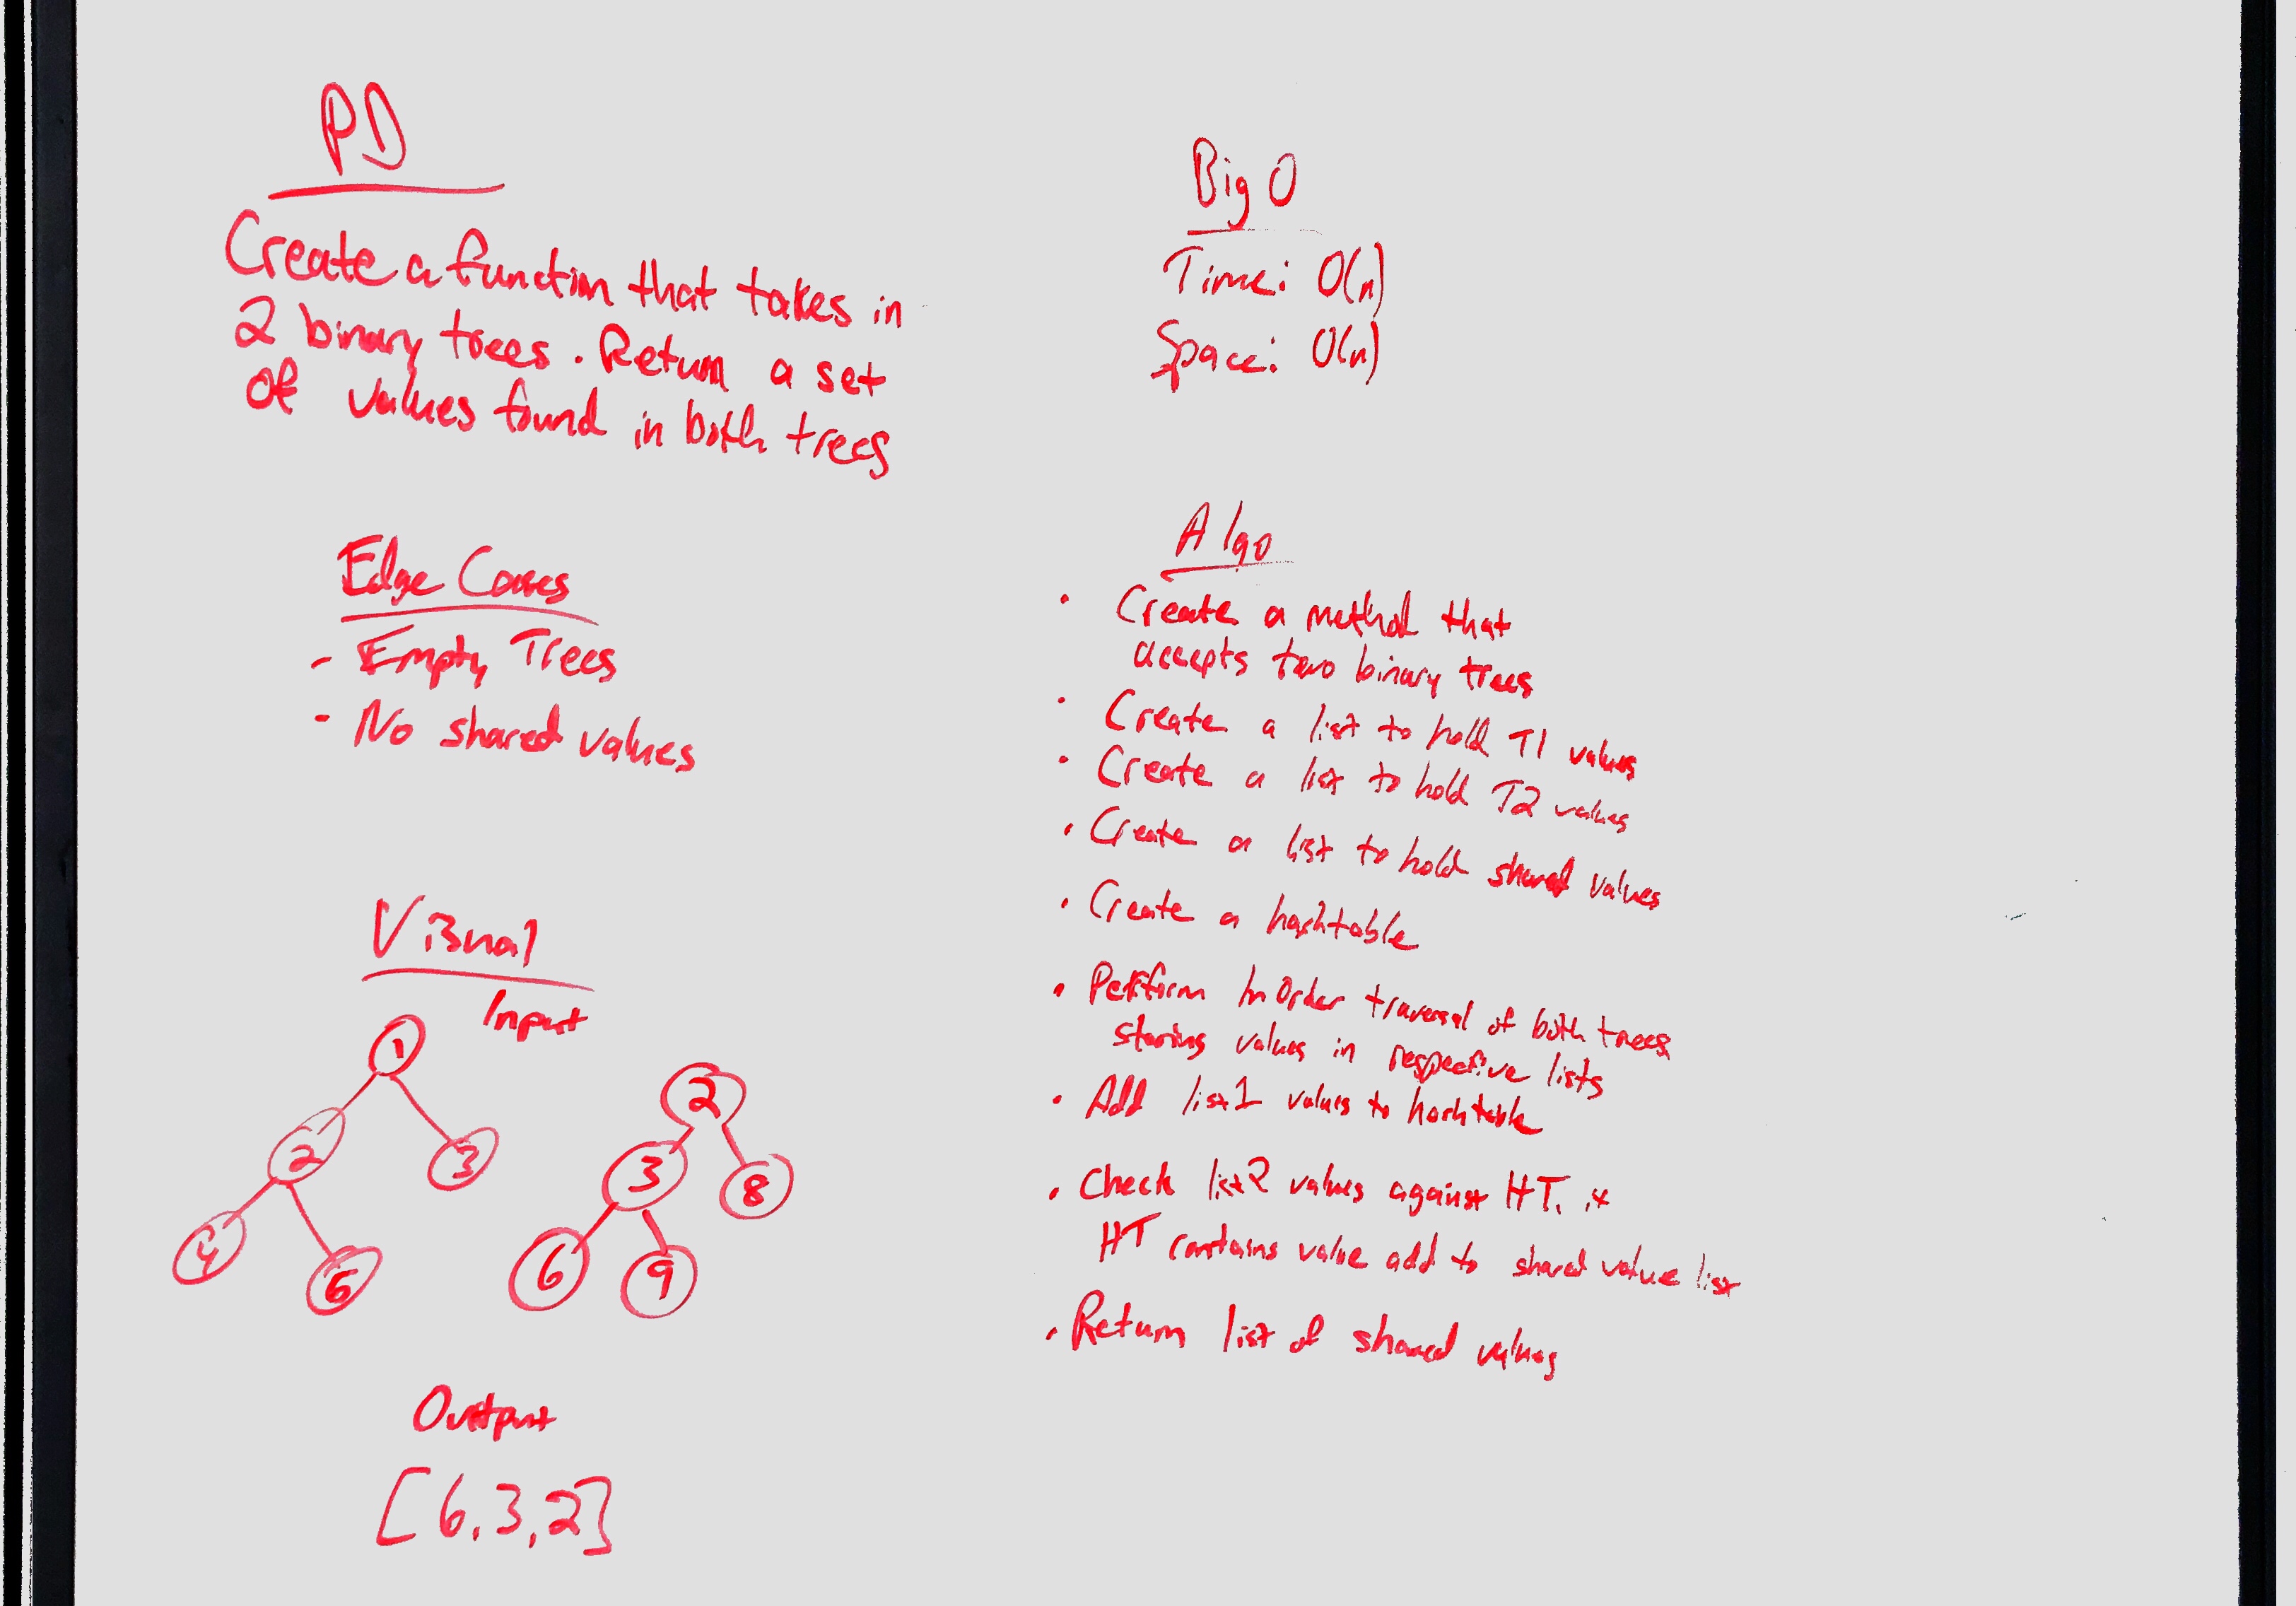 PD
Create a function that takes in
2 binary trees. Return a set
of values found in both trees
Edge Cases
- Empty Trees
- No shared values
Visual
Input
1
2
3
4
6
2
3
8
6
9
Output
[6,3,2]
Big O
Time: O(n)
Space: O(n)
Algo
• Create a method that
accepts two binary trees
• Create a list to hold T1 values
• Create a list to hold T2 values
• Create a list to hold shared values
• Create a hashtable
• Perform InOrder traversal of both trees
storing values in respective lists
• Add list1 values to hashtable
• Check list2 values against HT. if
HT contains value add to shared value list
• Return list of shared values